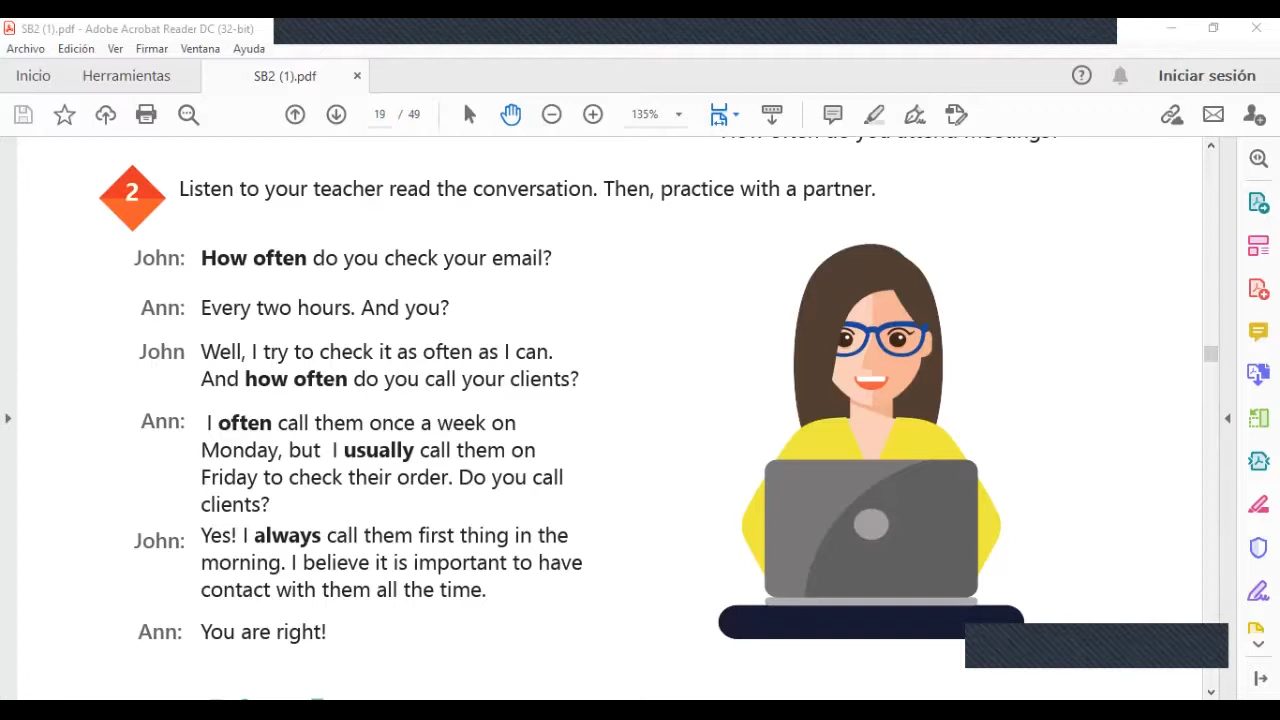 SB2 (1).pdf - Adobe Acrobat Reader DC (32-bit)
Archivo Edición Ver Firmar Ventana Ayuda
Inicio Herramientas SB2 (1).pdf × Iniciar sesión
19 / 49 135%
How often do you attend meetings?
2 Listen to your teacher read the conversation. Then, practice with a partner.
John: How often do you check your email?
Ann: Every two hours. And you?
John Well, I try to check it as often as I can.
And how often do you call your clients?
Ann: I often call them once a week on
Monday, but I usually call them on
Friday to check their order. Do you call
clients?
John: Yes! I always call them first thing in the
morning. I believe it is important to have
contact with them all the time.
Ann: You are right!